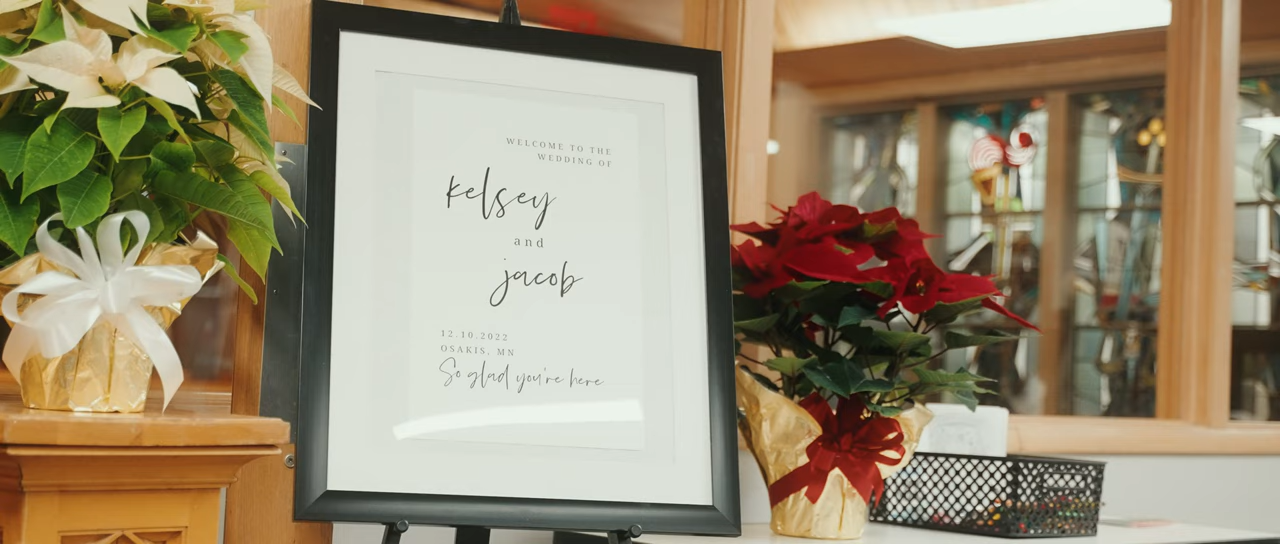 WELCOME TO THE
WEDDING OF
kelsey
and
jacob
12.10.2022
OSAKIS, MN
So glad you're here